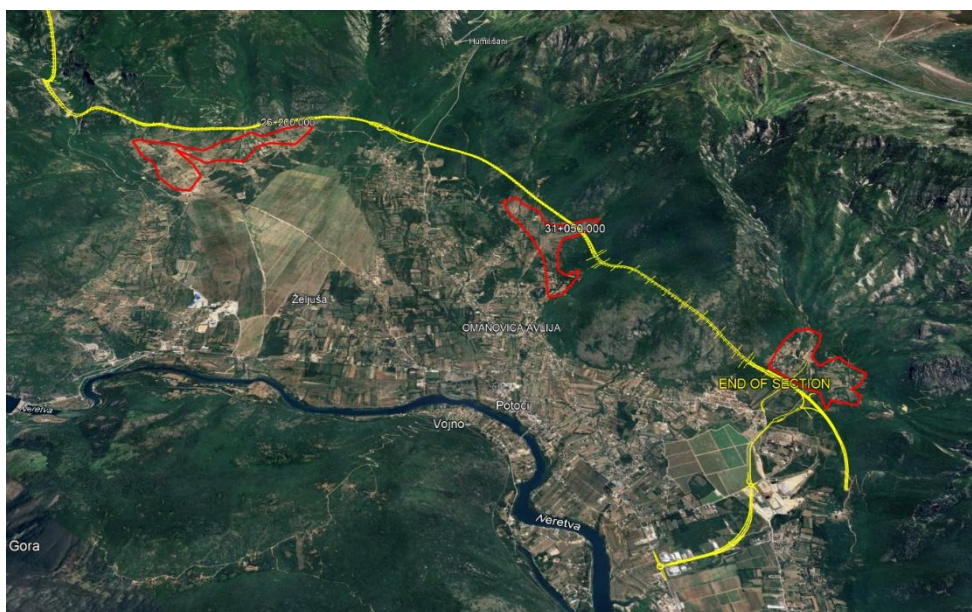 Humilišani
26+200,000
31+050,000
Željuša
OMANOVIĆA AVLIJA
END OF SECTION
Neretva
Potoci
Vojno
Neretva
Gora